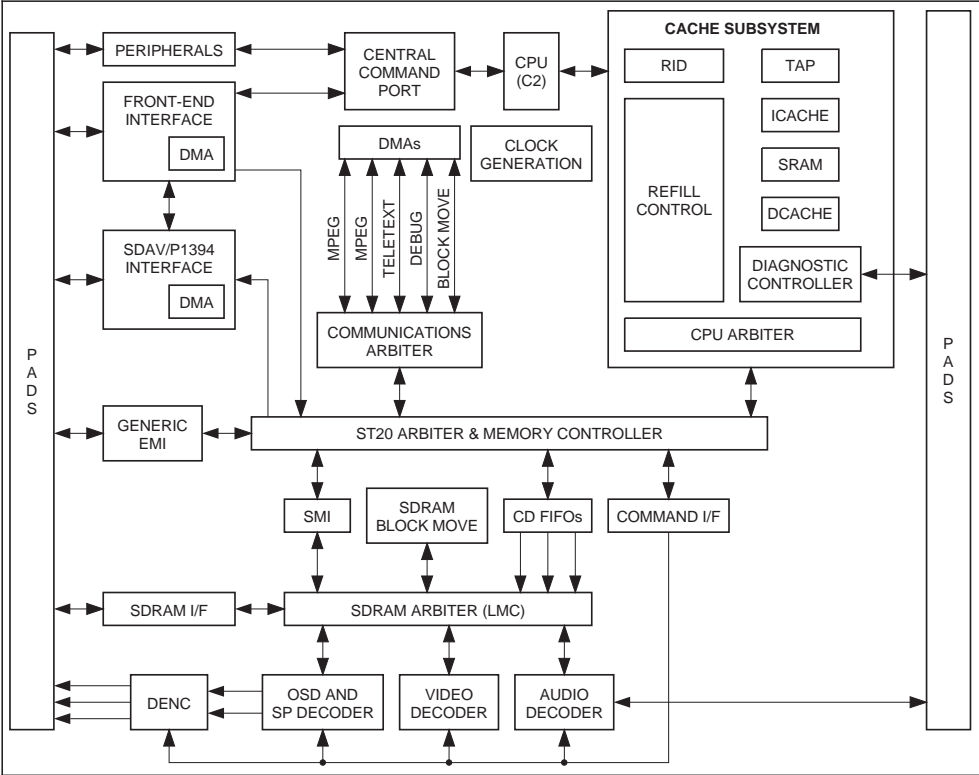 PERIPHERALS
CENTRAL
COMMAND
PORT
CPU
(C2)
CACHE SUBSYSTEM
RID
TAP
ICACHE
SRAM
DCACHE
REFILL
CONTROL
DIAGNOSTIC
CONTROLLER
CPU ARBITER
FRONT-END
INTERFACE
DMA
DMAs
CLOCK
GENERATION
MPEG
MPEG
TELETEXT
DEBUG
BLOCK MOVE
SDAV/P1394
INTERFACE
DMA
COMMUNICATIONS
ARBITER
PADS
PADS
GENERIC
EMI
ST20 ARBITER & MEMORY CONTROLLER
SMI
SDRAM
BLOCK MOVE
CD FIFOs
COMMAND I/F
SDRAM I/F
SDRAM ARBITER (LMC)
DENC
OSD AND
SP DECODER
VIDEO
DECODER
AUDIO
DECODER